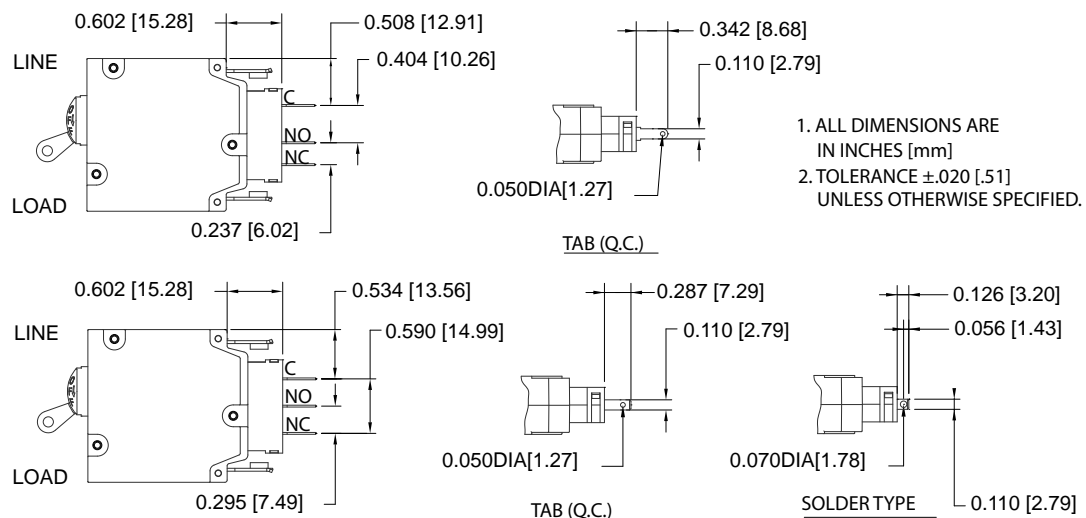 0.602 [15.28]
0.508 [12.91]
0.404 [10.26]
LINE
C
NO
NC
LOAD
0.237 [6.02]
0.342 [8.68]
0.110 [2.79]
0.050DIA[1.27]
TAB (Q.C.)
1. ALL DIMENSIONS ARE
IN INCHES [mm]
2. TOLERANCE ±.020 [.51]
UNLESS OTHERWISE SPECIFIED.
0.602 [15.28]
0.534 [13.56]
0.590 [14.99]
LINE
C
NO
NC
LOAD
0.295 [7.49]
0.287 [7.29]
0.110 [2.79]
0.050DIA[1.27]
TAB (Q.C.)
0.126 [3.20]
0.056 [1.43]
0.070DIA[1.78]
SOLDER TYPE
0.110 [2.79]